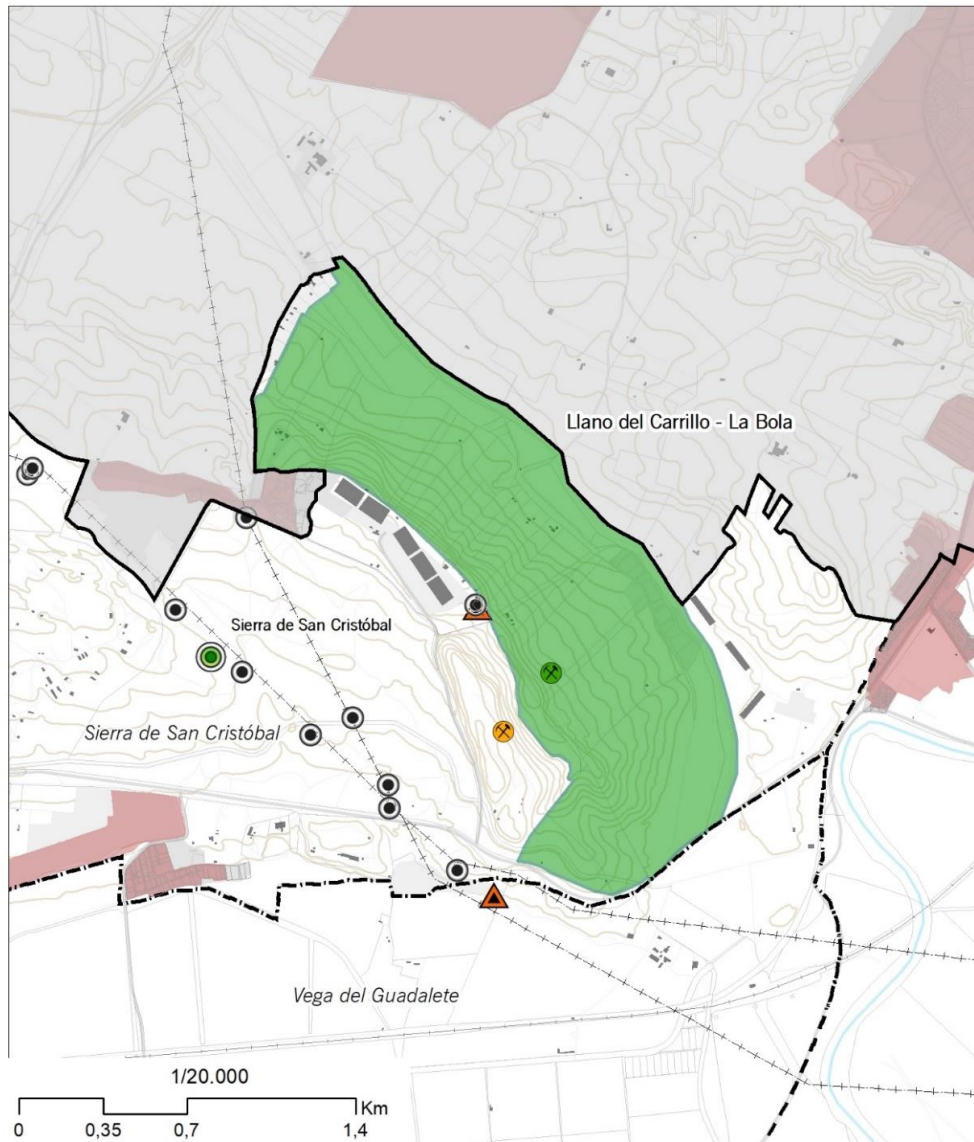 Llano del Carrillo - La Bola
Sierra de San Cristóbal
Sierra de San Cristóbal
Vega del Guadalete
1/20.000
Km
0 0,35 0,7 1,4